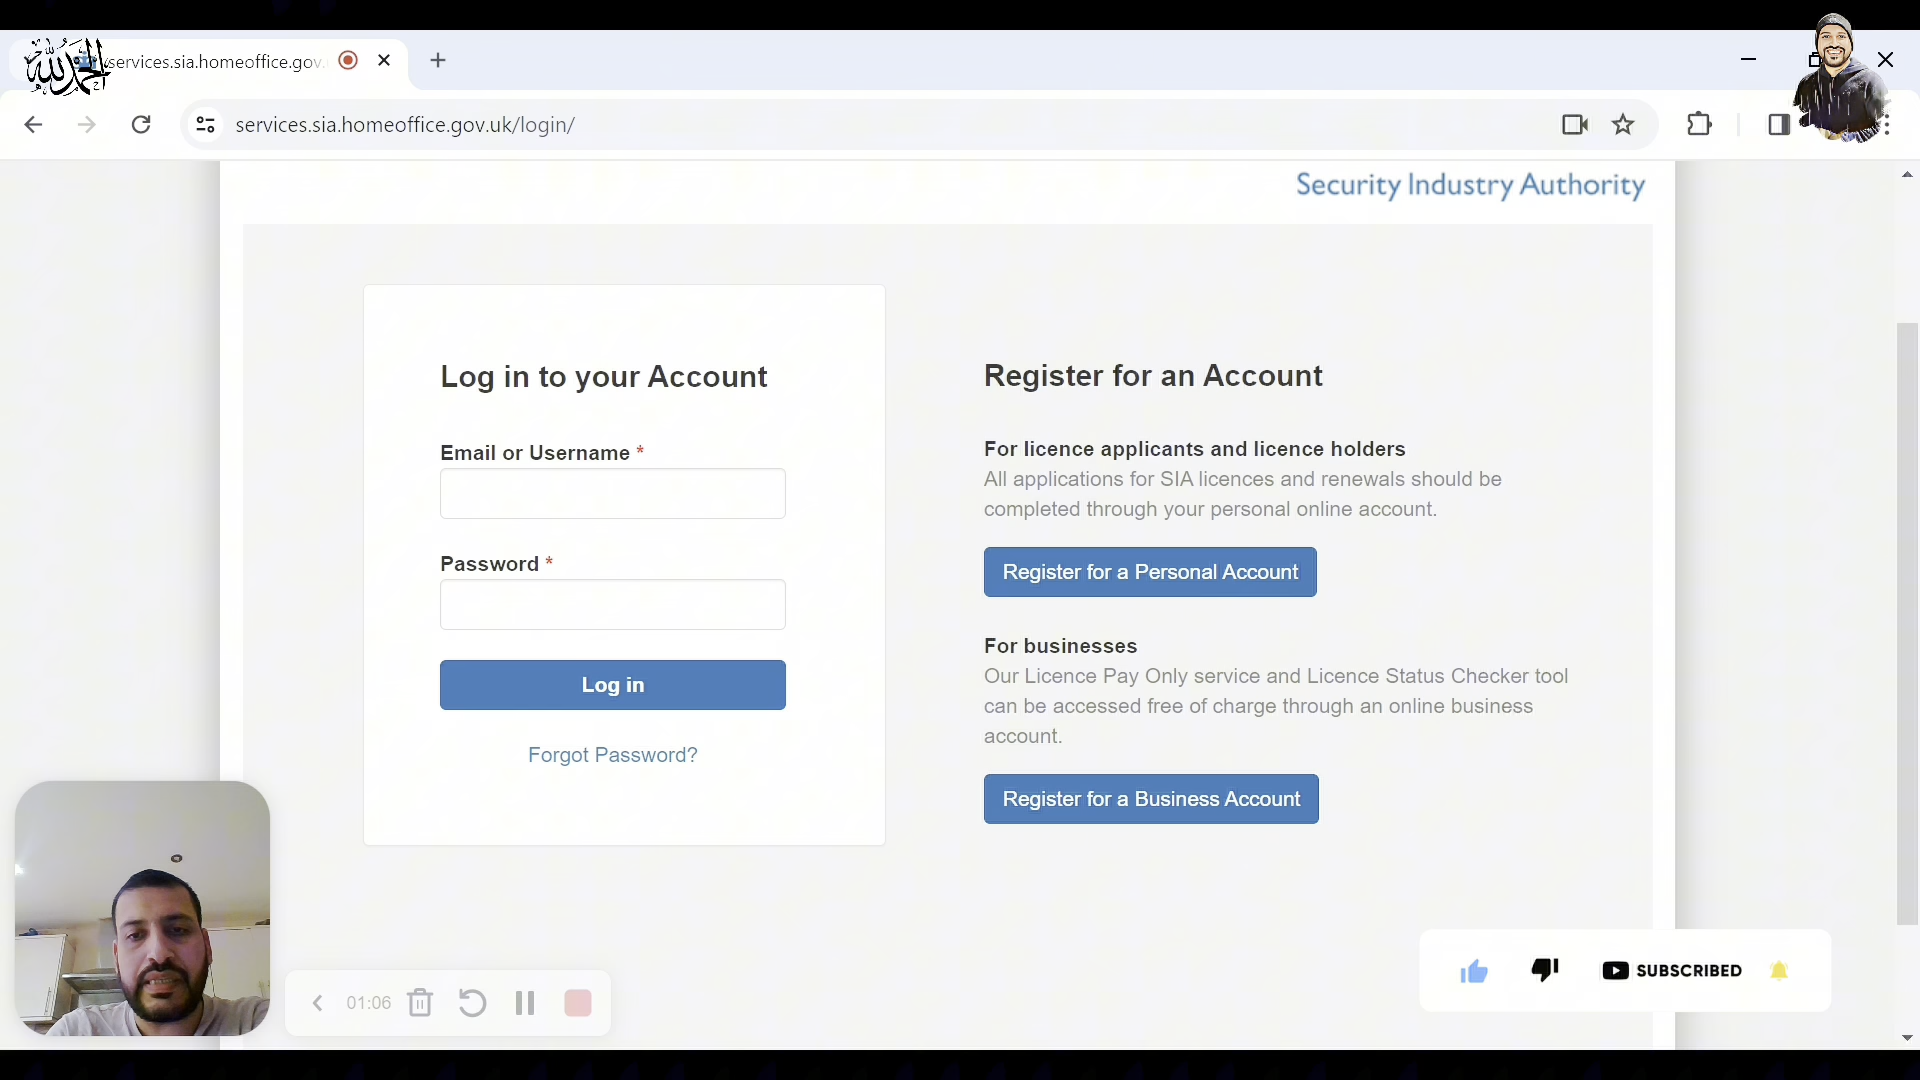 الحمد لله
services.sia.homeoffice.gov.
services.sia.homeoffice.gov.uk/login/
Security Industry Authority
Log in to your Account
Email or Username *
Password *
Log in
Forgot Password?
Register for an Account
For licence applicants and licence holders
All applications for SIA licences and renewals should be
completed through your personal online account.
Register for a Personal Account
For businesses
Our Licence Pay Only service and Licence Status Checker tool
can be accessed free of charge through an online business
account.
Register for a Business Account
01:06
SUBSCRIBED